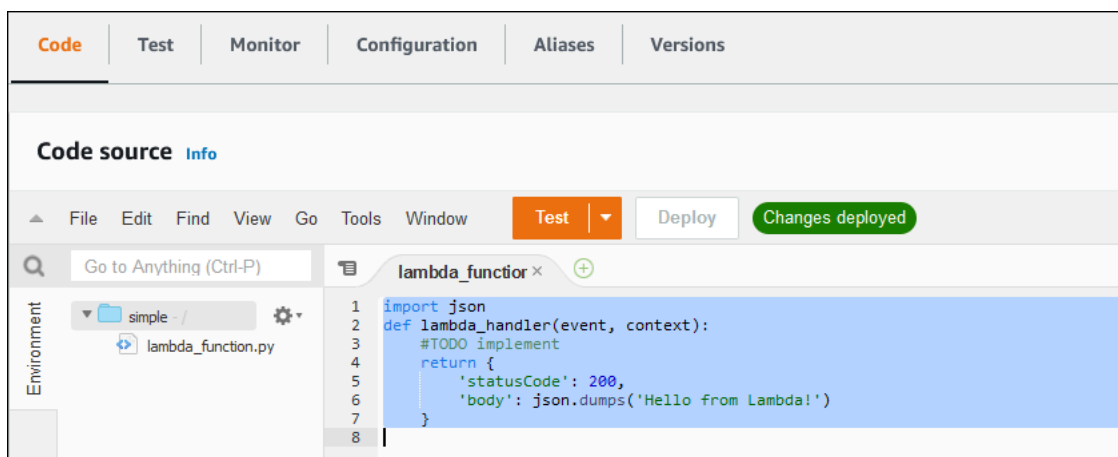 Code Test Monitor Configuration Aliases Versions
Code source Info
File Edit Find View Go Tools Window Test Deploy Changes deployed
Go to Anything (Ctrl-P)
lambda_functior ×
Environment
simple - /
lambda_function.py
1 import json
2 def lambda_handler(event, context):
3 #TODO implement
4 return {
5 'statusCode': 200,
6 'body': json.dumps('Hello from Lambda!')
7 }
8